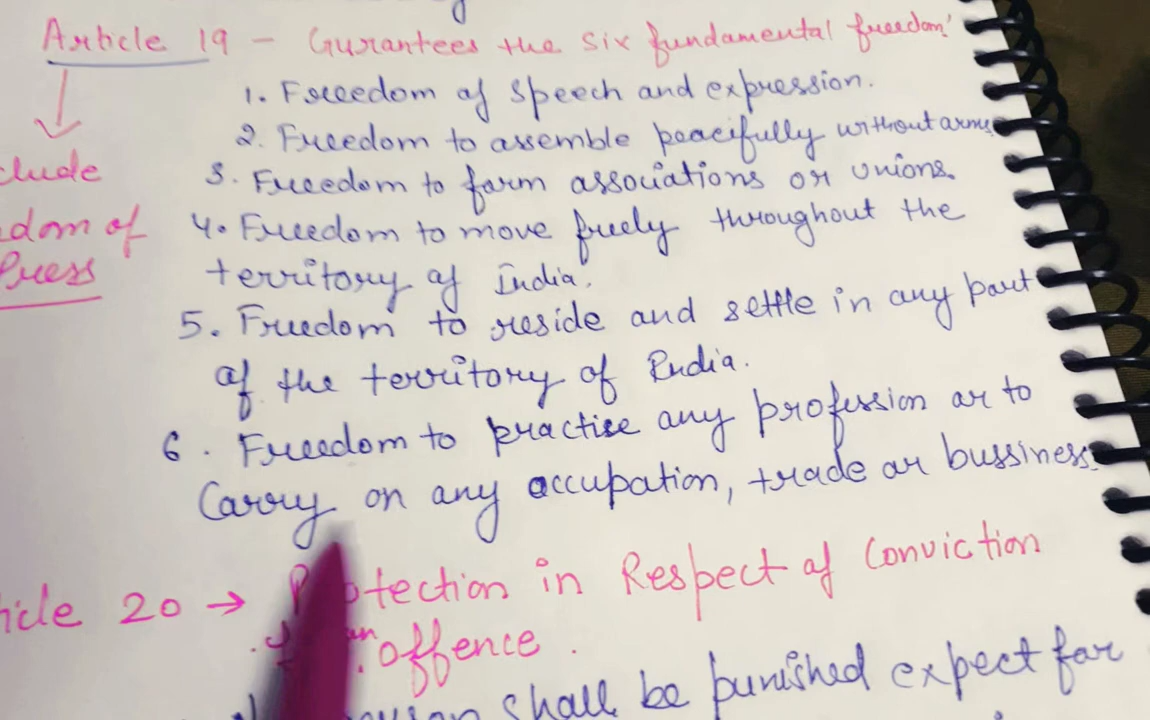 Article 19 - Gurantees the six fundamental freedom'
1. Freedom of speech and expression.
2. Freedom to assemble peacifully without arms
3. Freedom to form associations or unions.
clude
4. Freedom to move freely throughout the
dom of
territory of India.
Press
5. Freedom to reside and settle in any part
of the territory of India.
6. Freedom to practise any profession or to
Carry on any occupation, trade or bussiness.
icle 20 → Protection in Respect of Conviction
offence.
shall be punished expect for